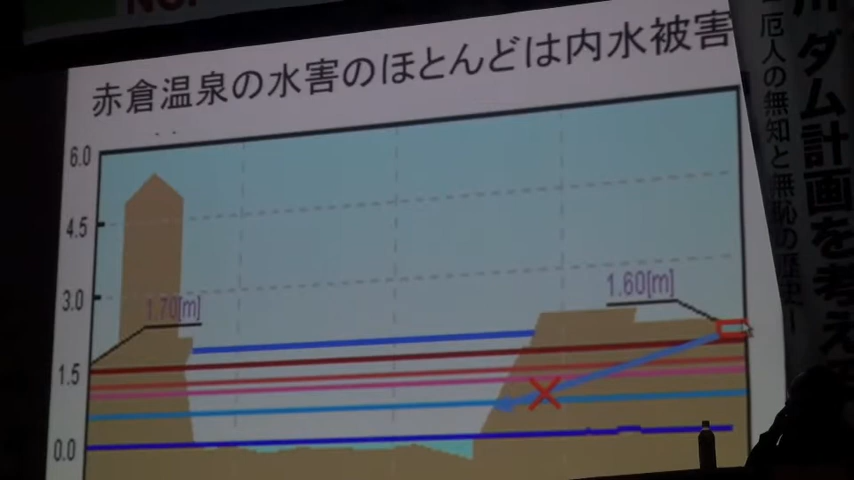 NO!
赤倉温泉の水害のほとんどは内水被害
6.0
4.5
3.0
1.5
0.0
1.70[m]
1.60[m]
ダム計画を考える
人の無知と無恥の歴史